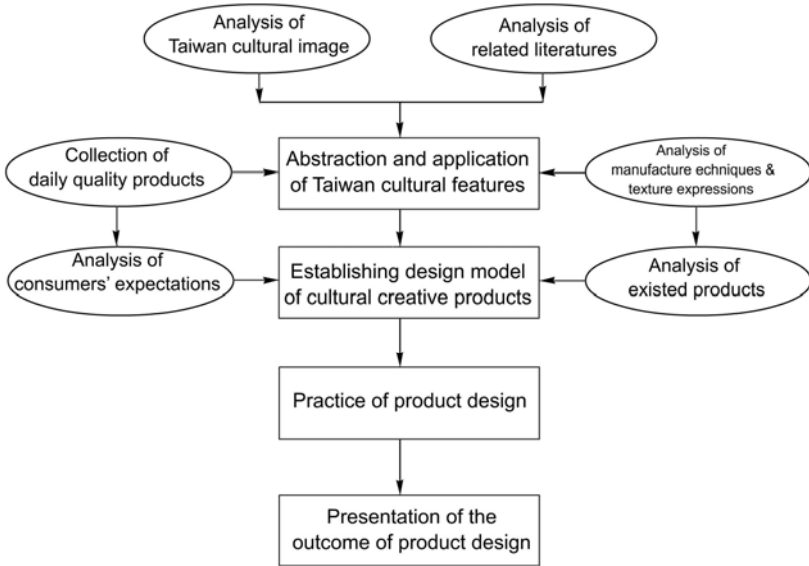 Analysis of
Taiwan cultural image
Analysis of
related literatures
Collection of
daily quality products
Abstraction and application
of Taiwan cultural features
Analysis of
manufacture echniques &
texture expressions
Analysis of
consumers' expectations
Establishing design model
of cultural creative products
Analysis of
existed products
Practice of product design
Presentation of the
outcome of product design